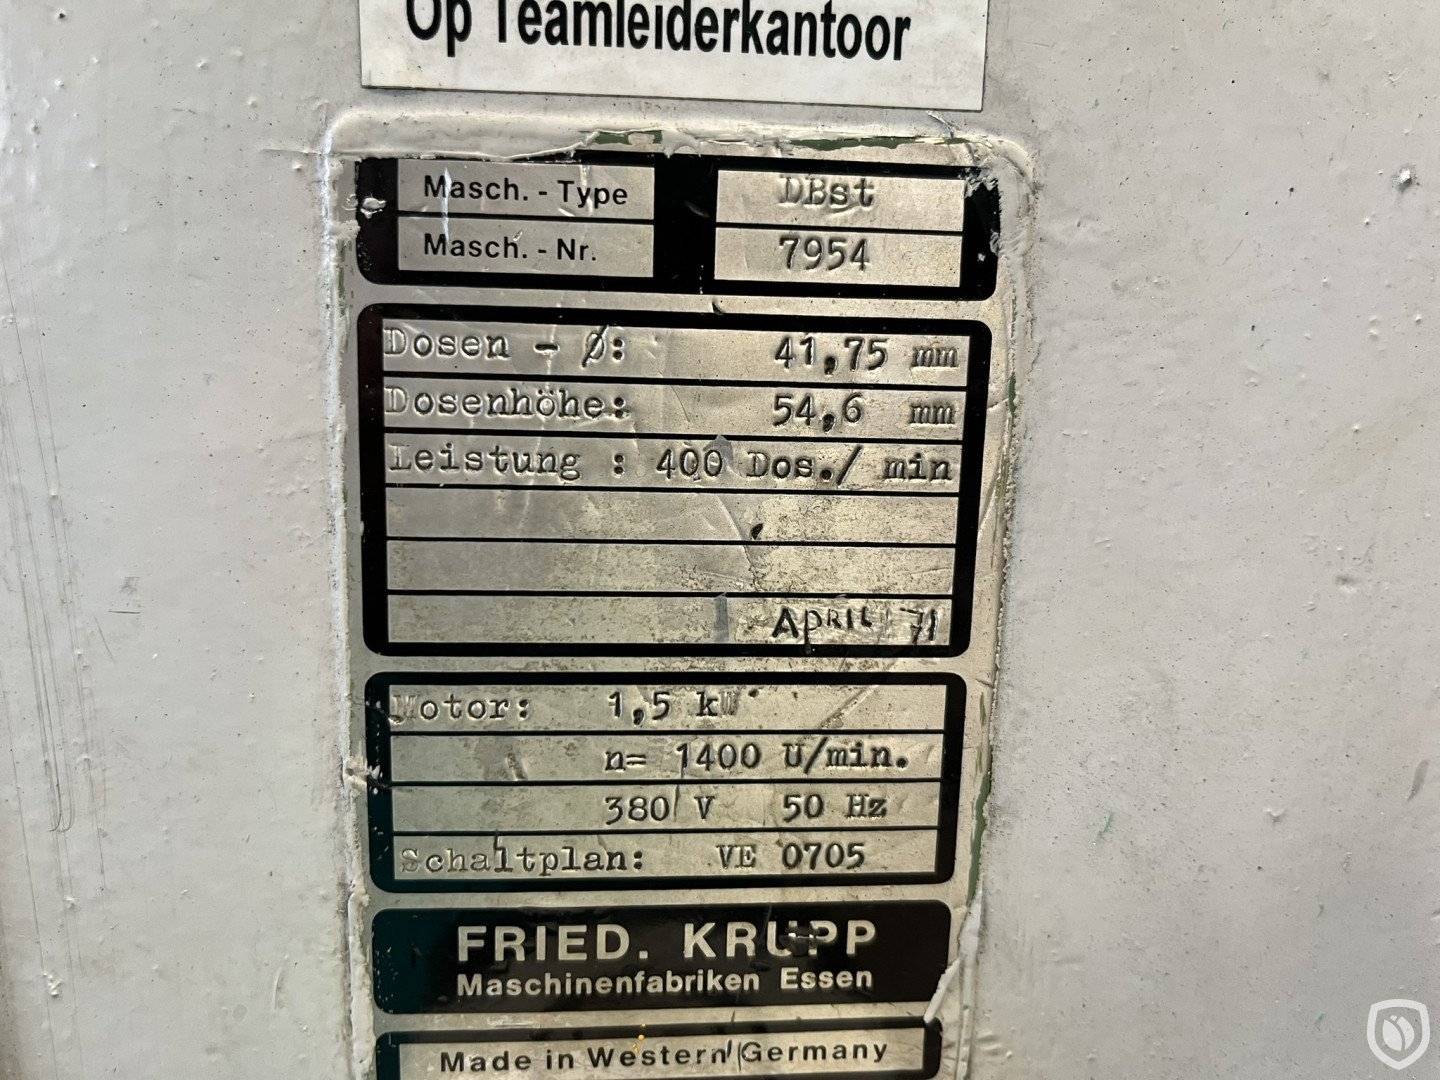 Op Teamleiderkantoor
Masch. - Type DBst
Masch. - Nr. 7954
Dosen - Ø: 41,75 mm
Dosenhöhe: 54,6 mm
Leistung : 400 Dos./ min
APRIL 71
Motor: 1,5 kW
n= 1400 U/min.
380 V 50 Hz
Schaltplan: VE 0705
FRIED. KRUPP
Maschinenfabriken Essen
Made in Western Germany